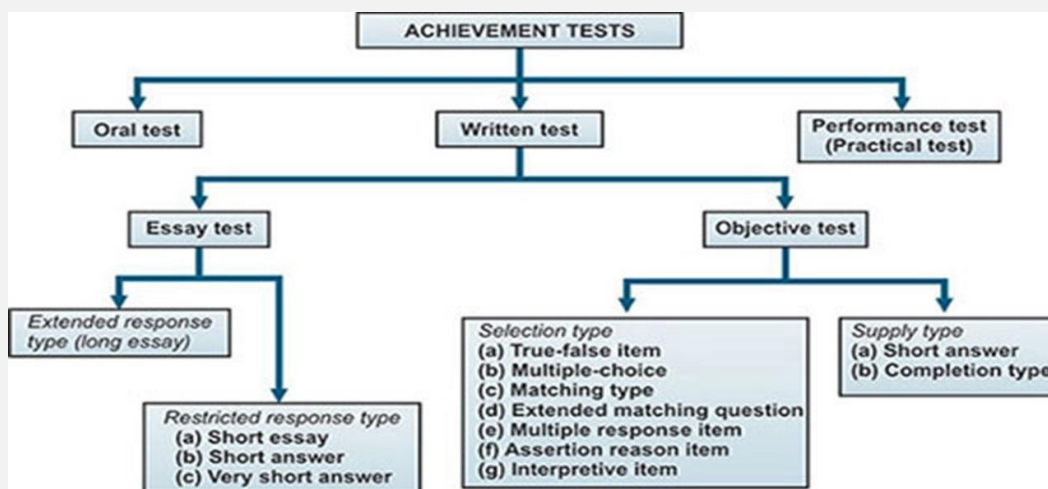 ACHIEVEMENT TESTS
Oral test
Written test
Performance test
(Practical test)
Essay test
Objective test
Extended response
type (long essay)
Restricted response type
(a) Short essay
(b) Short answer
(c) Very short answer
Selection type
(a) True-false item
(b) Multiple-choice
(c) Matching type
(d) Extended matching question
(e) Multiple response item
(f) Assertion reason item
(g) Interpretive item
Supply type
(a) Short answer
(b) Completion type